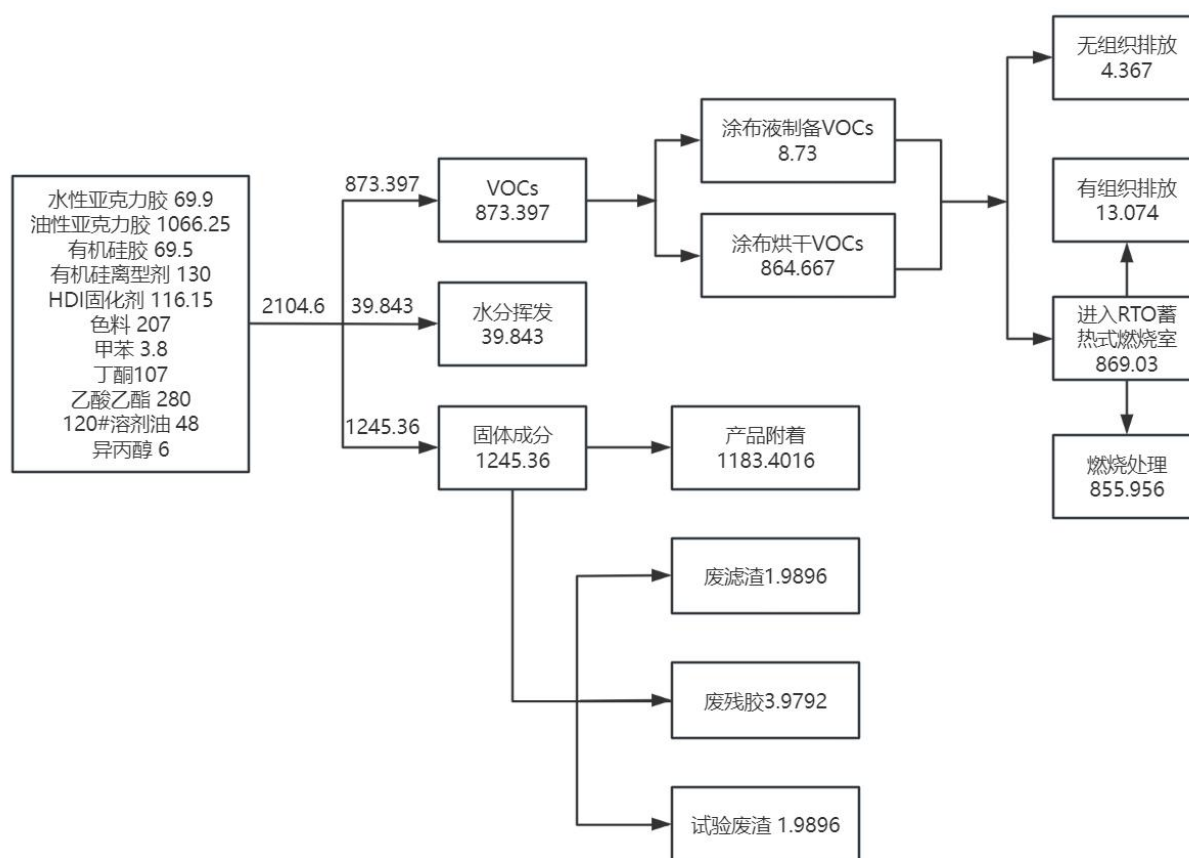 水性亚克力胶 69.9
油性亚克力胶 1066.25
有机硅胶 69.5
有机硅离型剂 130
HDI固化剂 116.15
色料 207
甲苯 3.8
丁酮107
乙酸乙酯 280
120#溶剂油 48
异丙醇 6
2104.6
873.397
39.843
1245.36
VOCs
873.397
水分挥发
39.843
固体成分
1245.36
涂布液制备VOCs
8.73
涂布烘干VOCs
864.667
产品附着
1183.4016
废滤渣1.9896
废残胶3.9792
试验废渣 1.9896
无组织排放
4.367
有组织排放
13.074
进入RTO蓄
热式燃烧室
869.03
燃烧处理
855.956